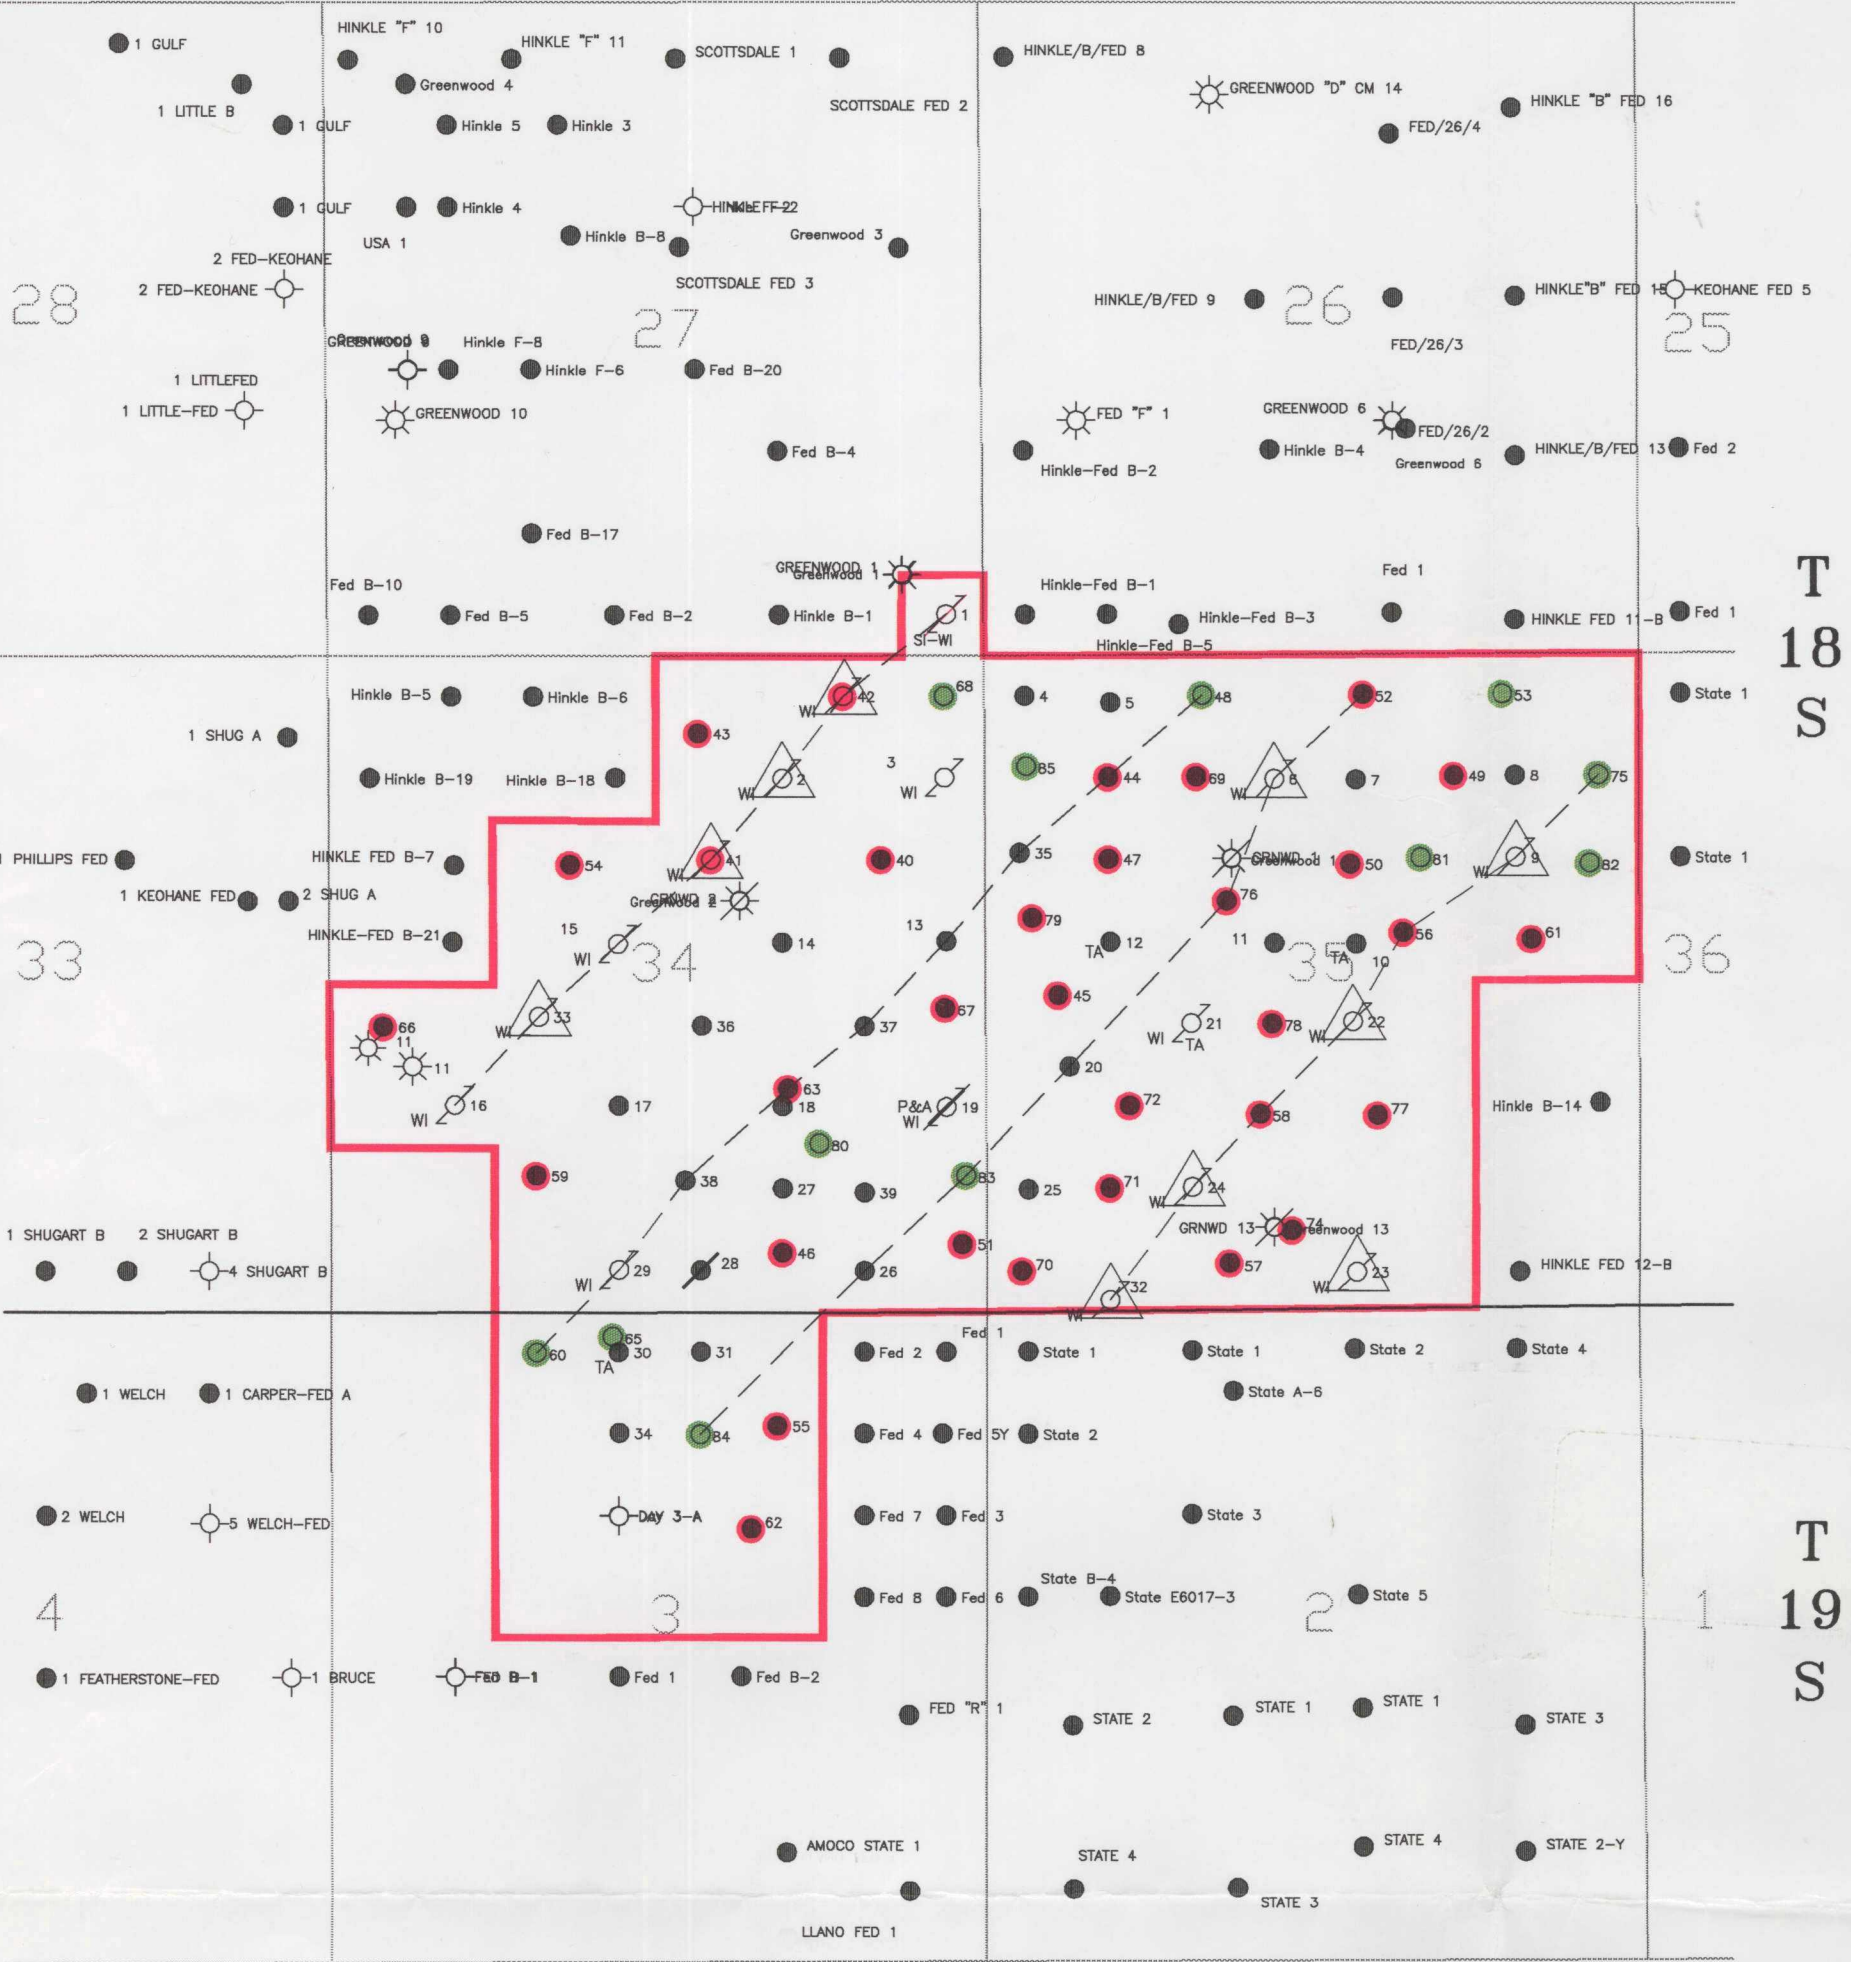 HINKLE "F" 10
1 GULF
HINKLE "F" 11
SCOTTSDALE 1
HINKLE/B/FED 8
Greenwood 4
GREENWOOD "D" CM 14
1 LITTLE B
SCOTTSDALE FED 2
HINKLE "B" FED 16
1 GULF
Hinkle 5
Hinkle 3
FED/26/4
1 GULF
Hinkle 4
USA 1
Hinkle B-8
Greenwood 3
2 FED-KEOHANE
2 FED-KEOHANE
SCOTTSDALE FED 3
28
27
HINKLE/B/FED 9
26
HINKLE"B" FED 15
KEOHANE FED 5
25
Hinkle F-8
FED/26/3
1 LITTLEFED
Hinkle F-6
Fed B-20
1 LITTLE-FED
GREENWOOD 10
FED "F" 1
GREENWOOD 6
FED/26/2
Fed B-4
Hinkle-Fed B-2
Hinkle B-4
Greenwood 6
HINKLE/B/FED 13
Fed 2
Fed B-17
GREENWOOD 1
Greenwood 1
Fed B-10
Hinkle-Fed B-1
Fed 1
T
18
S
Fed B-5
Fed B-2
Hinkle B-1
1
SI-WI
Hinkle-Fed B-3
HINKLE FED 11-B
Fed 1
Hinkle-Fed B-5
Hinkle B-5
Hinkle B-6
42
WI
68
4
5
48
52
53
State 1
1 SHUG A
43
Hinkle B-19
Hinkle B-18
2
WI
3
WI
85
44
69
6
WI
7
49
8
75
PHILLIPS FED
HINKLE FED B-7
54
41
WI
40
35
47
GRNWD 1
Greenwood 1
50
81
9
WI
82
State 1
1 KEOHANE FED
2 SHUG A
GRNWD 2
Greenwood 2
76
HINKLE-FED B-21
15
WI
14
13
79
TA
12
11
TA
10
56
61
33
34
35
36
66
11
11
33
WI
36
37
67
45
21
WI
TA
78
22
WI
16
WI
17
63
18
P&A
WI
19
20
72
58
77
Hinkle B-14
80
59
38
27
39
83
25
71
24
WI
1 SHUGART B
2 SHUGART B
GRNWD 13
74
Greenwood 13
4 SHUGART B
29
WI
28
46
26
51
70
57
23
WI
HINKLE FED 12-B
32
WI
60
65
30
TA
31
Fed 2
Fed 1
State 1
State 1
State 2
State 4
1 WELCH
1 CARPER-FED A
State A-6
34
84
55
Fed 4
Fed 5Y
State 2
2 WELCH
5 WELCH-FED
DAY 3-A
62
Fed 7
Fed 3
State 3
T
19
S
4
3
Fed 8
Fed 6
State B-4
State E6017-3
2
State 5
1
1 FEATHERSTONE-FED
1 BRUCE
Fed B-1
Fed 1
Fed B-2
FED "R" 1
STATE 2
STATE 1
STATE 1
STATE 3
AMOCO STATE 1
STATE 4
STATE 4
STATE 2-Y
LLANO FED 1
STATE 3